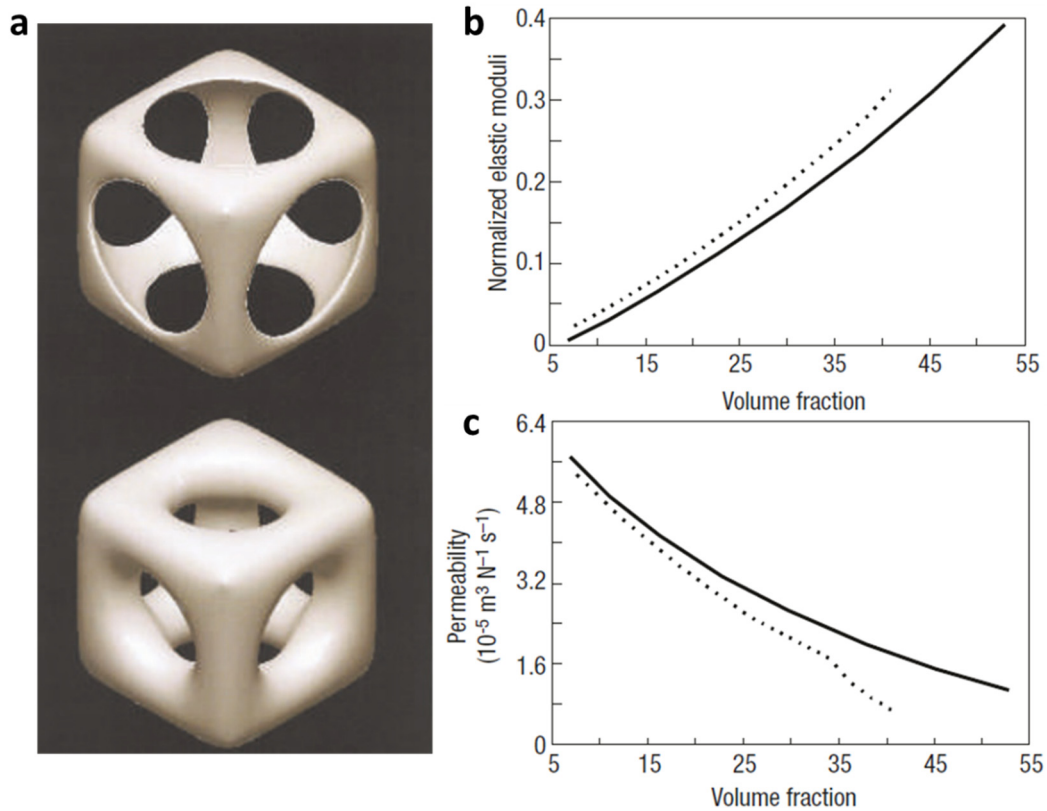 a
b
0.4
0.3
0.2
0.1
0
Normalized elastic moduli
5 15 25 35 45 55
Volume fraction
c
6.4
4.8
3.2
1.6
0
Permeability
(10⁻⁵ m³ N⁻¹ s⁻¹)
5 15 25 35 45 55
Volume fraction